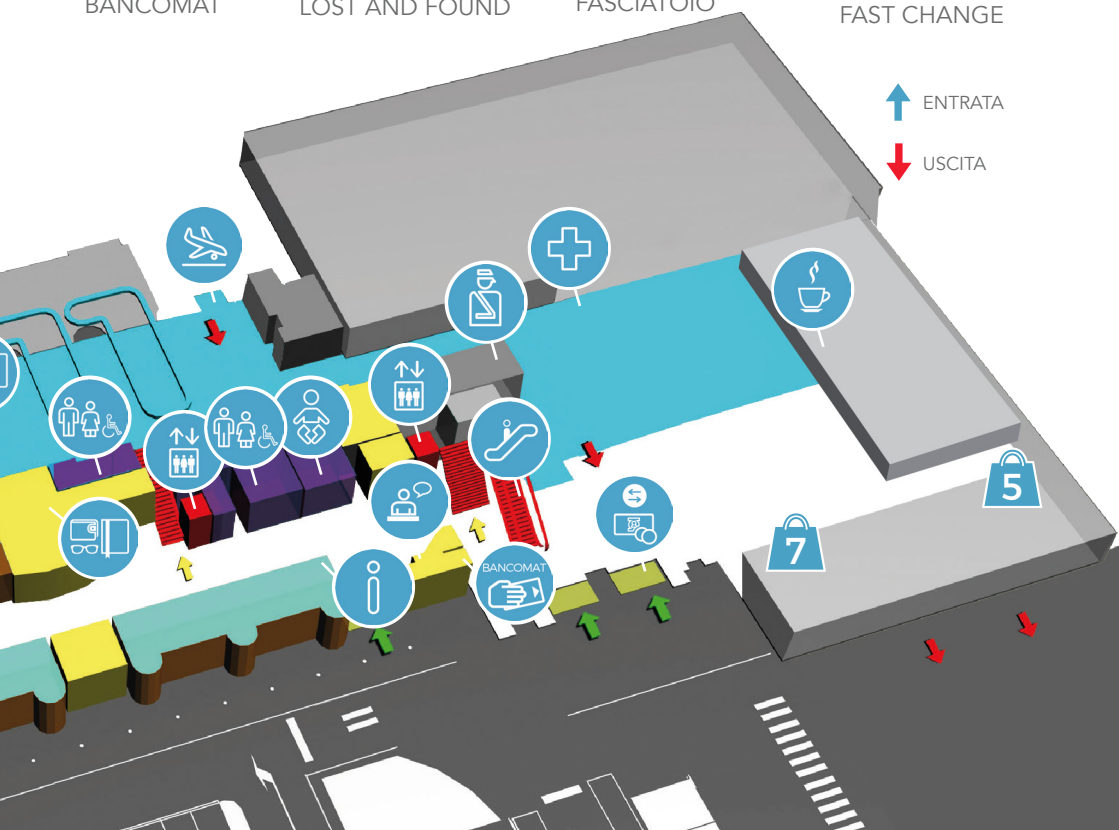 BANCOMAT
LOST AND FOUND
FASCIATOIO
FAST CHANGE
ENTRATA
USCITA
5
7
BANCOMAT